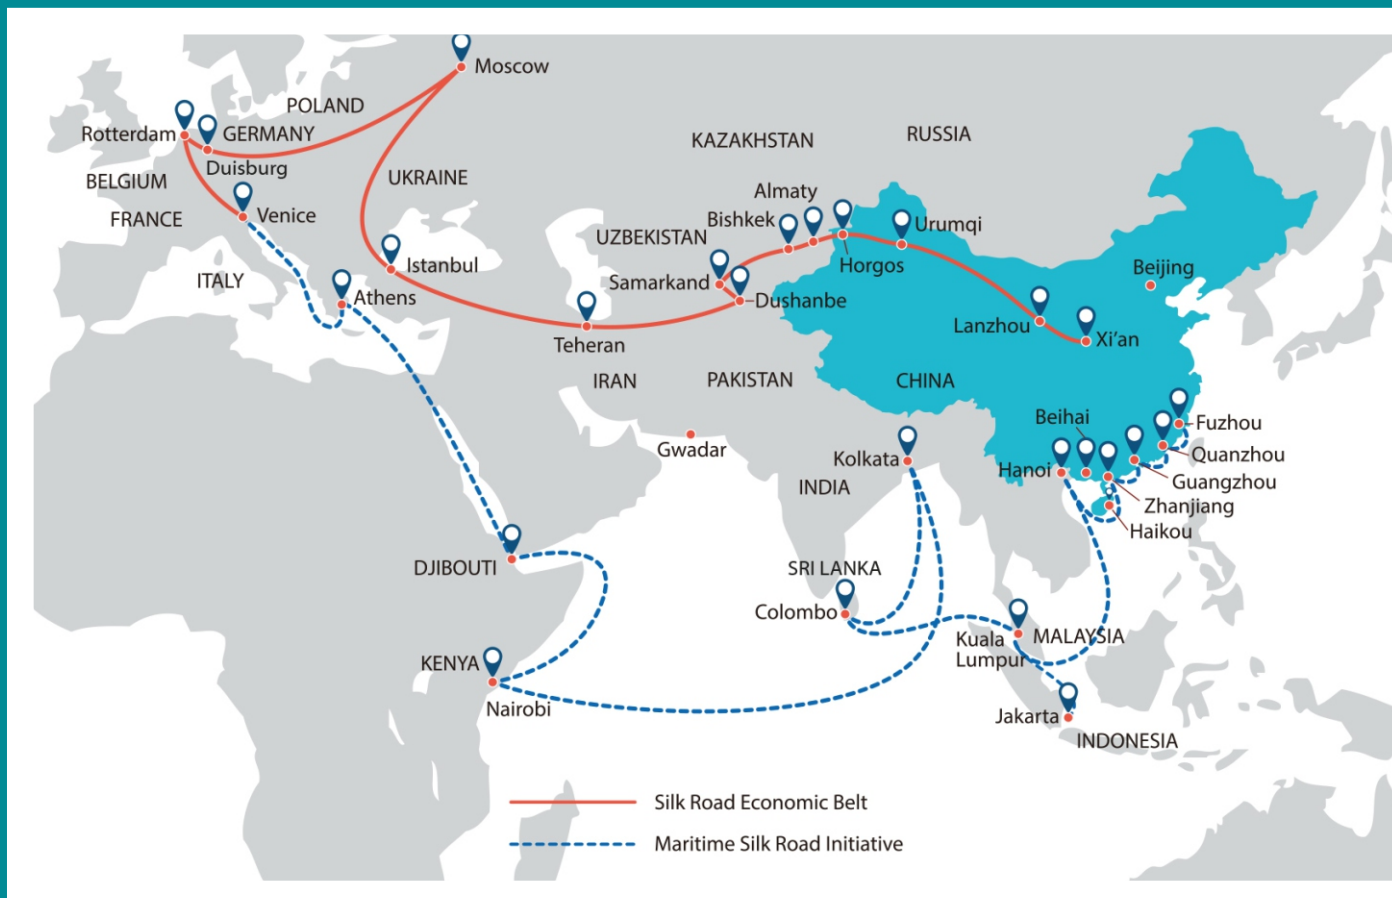 Moscow
POLAND
Rotterdam
GERMANY
KAZAKHSTAN
RUSSIA
Duisburg
BELGIUM
UKRAINE
Almaty
FRANCE
Venice
Bishkek
Urumqi
UZBEKISTAN
Istanbul
Horgos
Beijing
ITALY
Samarkand
Athens
Dushanbe
Lanzhou
Xi'an
Teheran
IRAN
PAKISTAN
CHINA
Beihai
Fuzhou
Gwadar
Kolkata
Quanzhou
Hanoi
INDIA
Guangzhou
Zhanjiang
Haikou
DJIBOUTI
SRI LANKA
Colombo
Kuala
Lumpur
MALAYSIA
KENYA
Nairobi
Jakarta
INDONESIA
Silk Road Economic Belt
Maritime Silk Road Initiative